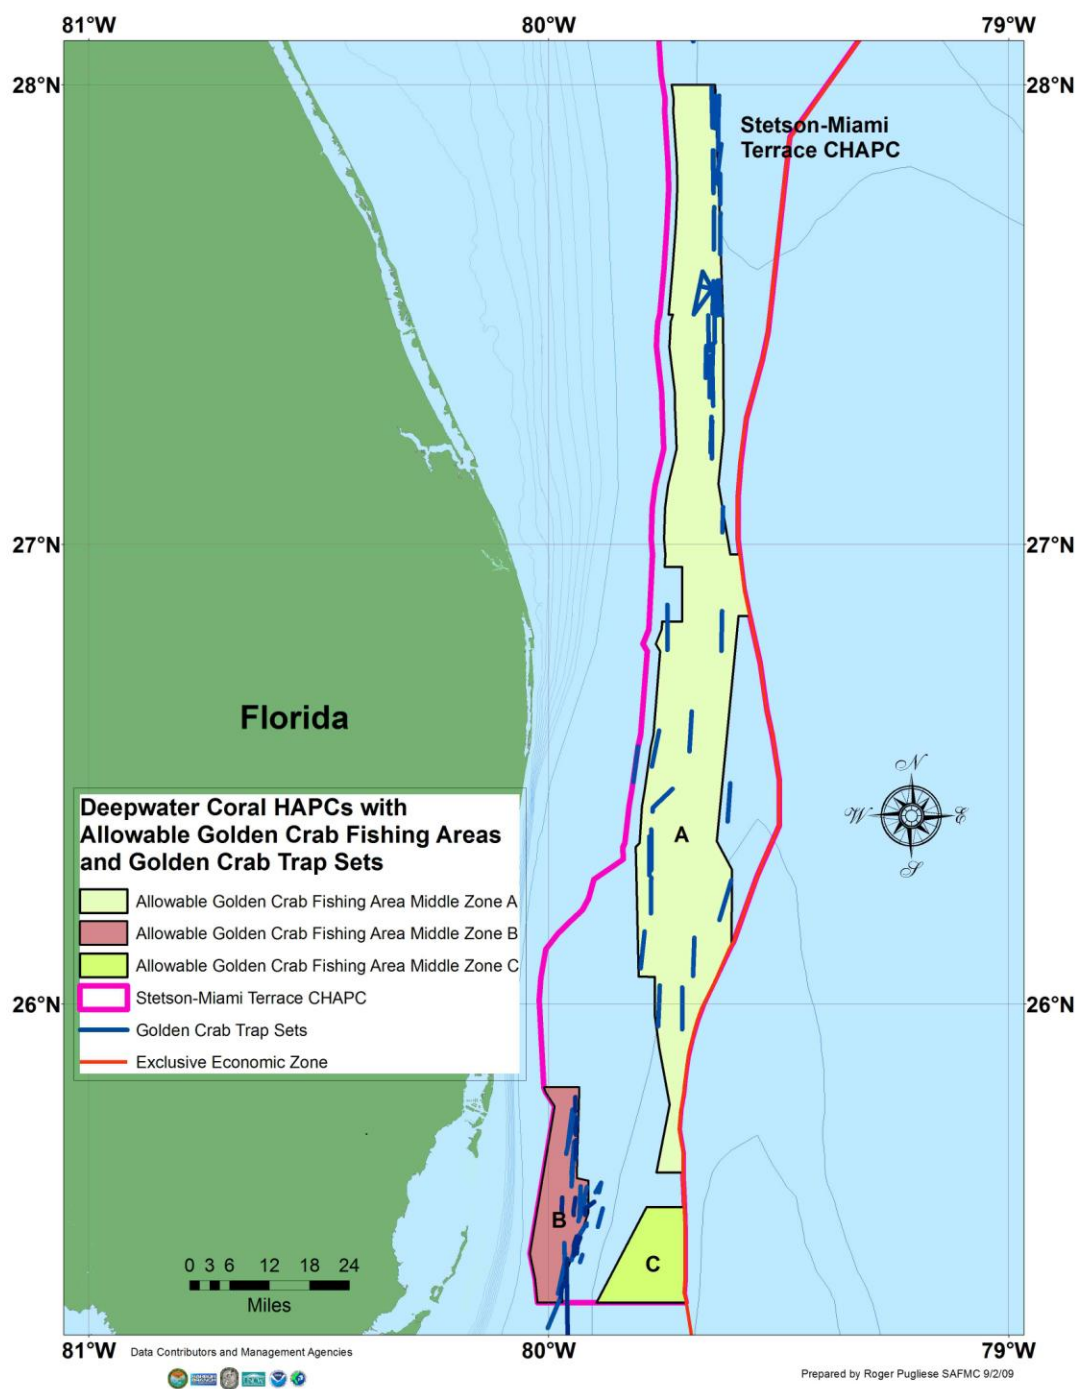 81°W 80°W 79°W
28°N 28°N
Stetson-Miami
Terrace CHAPC
27°N 27°N
Florida
N
W E
S
A
Deepwater Coral HAPCs with
Allowable Golden Crab Fishing Areas
and Golden Crab Trap Sets
Allowable Golden Crab Fishing Area Middle Zone A
Allowable Golden Crab Fishing Area Middle Zone B
Allowable Golden Crab Fishing Area Middle Zone C
Stetson-Miami Terrace CHAPC
Golden Crab Trap Sets
Exclusive Economic Zone
26°N 26°N
B
C
0 3 6 12 18 24
Miles
81°W 80°W 79°W
Data Contributors and Management Agencies
Prepared by Roger Pugliese SAFMC 9/2/09